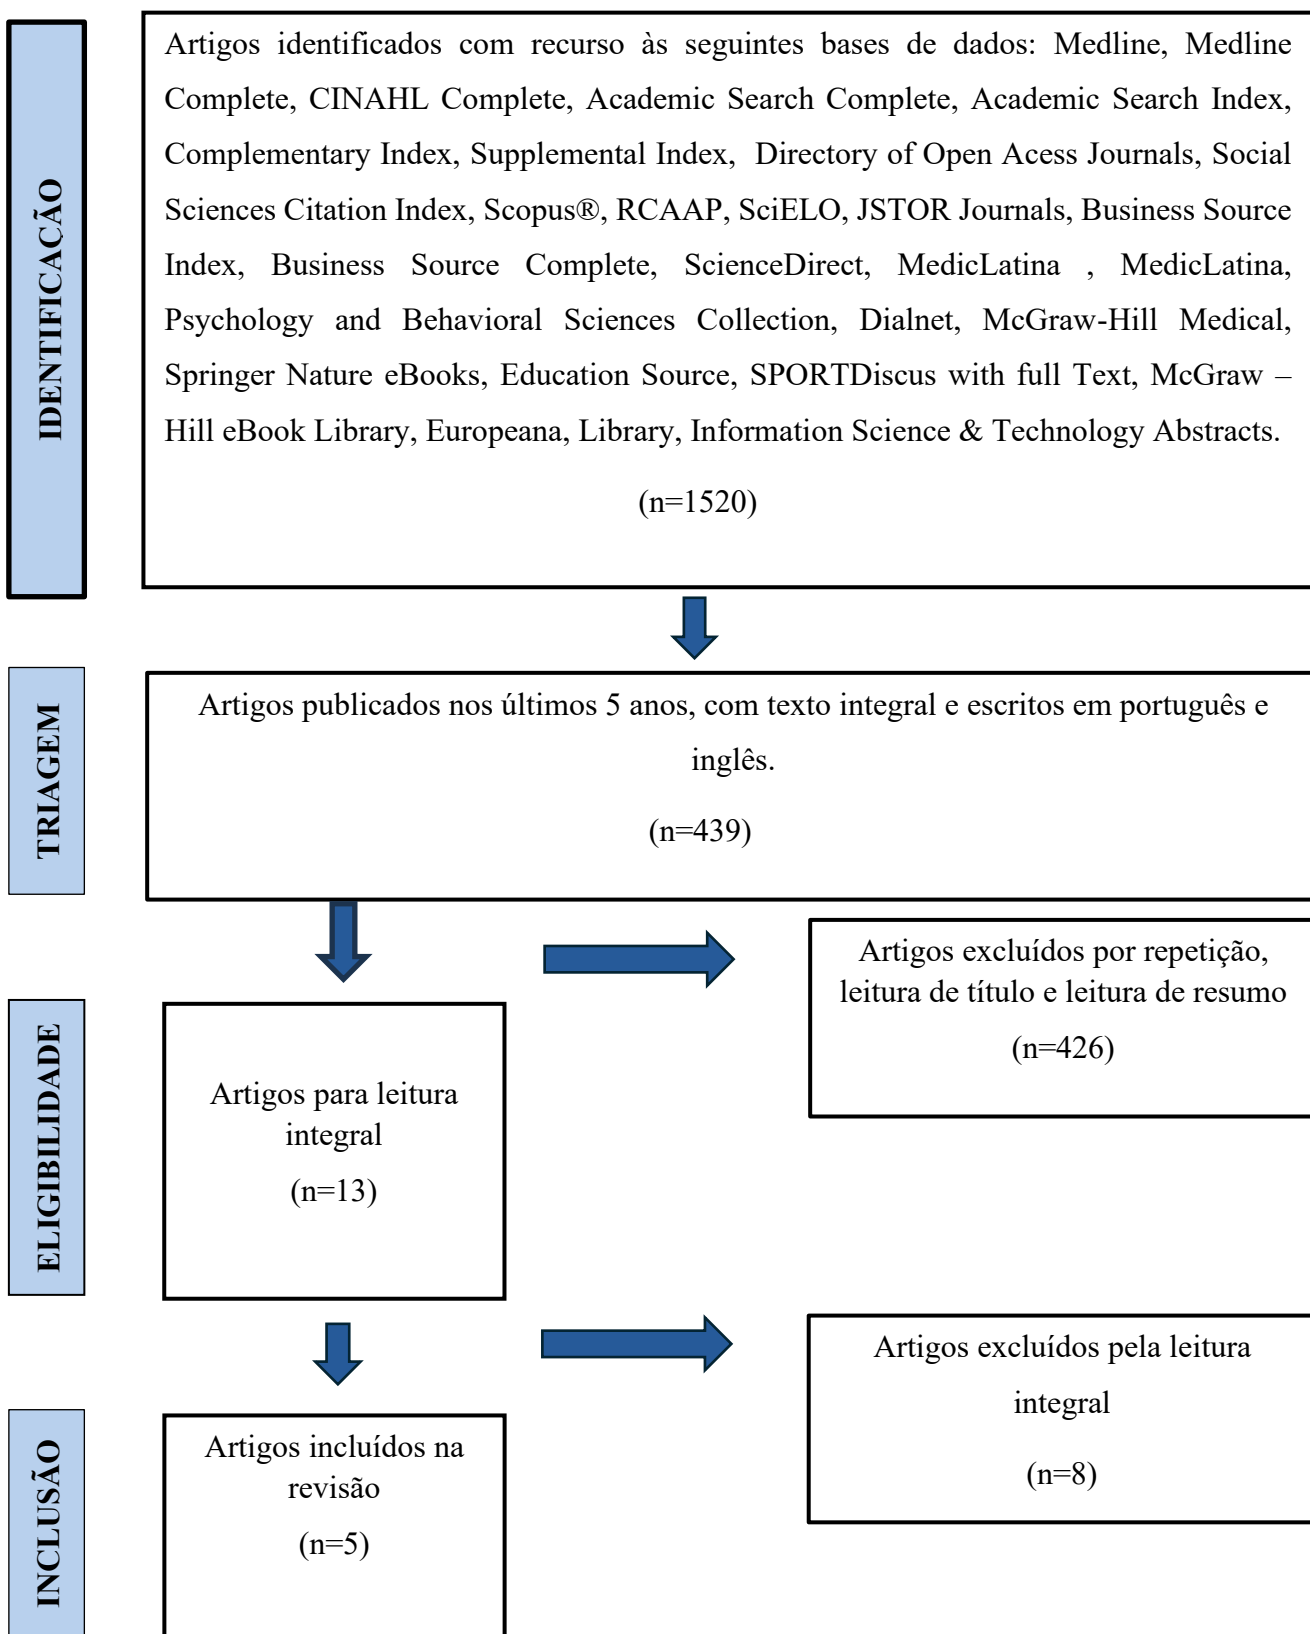 IDENTIFICAÇÃO
Artigos identificados com recurso às seguintes bases de dados: Medline, Medline
Complete, CINAHL Complete, Academic Search Complete, Academic Search Index,
Complementary Index, Supplemental Index, Directory of Open Acess Journals, Social
Sciences Citation Index, Scopus®, RCAAP, SciELO, JSTOR Journals, Business Source
Index, Business Source Complete, ScienceDirect, MedicLatina , MedicLatina,
Psychology and Behavioral Sciences Collection, Dialnet, McGraw-Hill Medical,
Springer Nature eBooks, Education Source, SPORTDiscus with full Text, McGraw –
Hill eBook Library, Europeana, Library, Information Science & Technology Abstracts.
(n=1520)
TRIAGEM
Artigos publicados nos últimos 5 anos, com texto integral e escritos em português e
inglês.
(n=439)
Artigos excluídos por repetição,
leitura de título e leitura de resumo
(n=426)
ELIGIBILIDADE
Artigos para leitura
integral
(n=13)
Artigos excluídos pela leitura
integral
(n=8)
INCLUSÃO
Artigos incluídos na
revisão
(n=5)